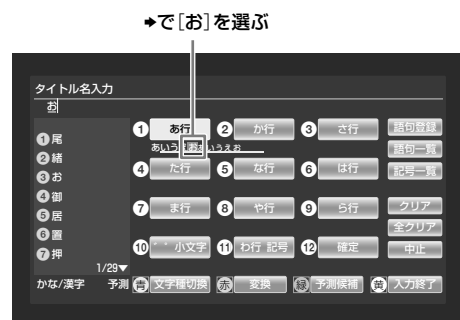 ➡で[お]を選ぶ
タイトル名入力
お
1 あ行 2 か行 3 さ行 語句登録
あいうえおぁぃぅぇぉ 語句一覧
1 尾
2 緒
3 お
4 御
5 居
6 置
7 押
4 た行 5 な行 6 は行 記号一覧
7 ま行 8 や行 9 ら行 クリア
全クリア
10 ゛゜小文字 11 わ行 記号 12 確定 中止
1/29▼
かな/漢字 予測 青 文字種切換 赤 変換 緑 予測候補 黄 入力終了